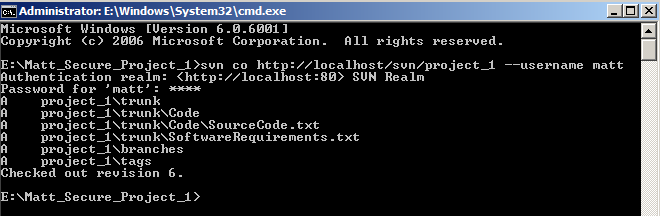 Administrator: E:\Windows\System32\cmd.exe
Microsoft Windows [Version 6.0.6001]
Copyright (c) 2006 Microsoft Corporation.  All rights reserved.
E:\Matt_Secure_Project_1>svn co http://localhost/svn/project_1 --username matt
Authentication realm: <http://localhost:80> SVN Realm
Password for 'matt': ****
A    project_1\trunk
A    project_1\trunk\Code
A    project_1\trunk\Code\SourceCode.txt
A    project_1\trunk\SoftwareRequirements.txt
A    project_1\branches
A    project_1\tags
Checked out revision 6.
E:\Matt_Secure_Project_1>